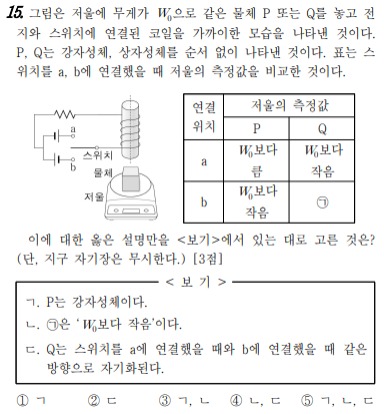 15. 그림은 저울에 무게가 W₀으로 같은 물체 P 또는 Q를 놓고 전
지와 스위치에 연결된 코일을 가까이한 모습을 나타낸 것이다.
P, Q는 강자성체, 상자성체를 순서 없이 나타낸 것이다. 표는 스
위치를 a, b에 연결했을 때 저울의 측정값을 비교한 것이다.
a
스위치
b
물체
저울
연결 위치 저울의 측정값
P Q
a W₀보다 큼 W₀보다 작음
b W₀보다 작음 ㉠
이에 대한 옳은 설명만을 <보기>에서 있는 대로 고른 것은?
(단, 지구 자기장은 무시한다.) [3점]
< 보 기 >
ㄱ. P는 강자성체이다.
ㄴ. ㉠은 ‘W₀보다 작음’이다.
ㄷ. Q는 스위치를 a에 연결했을 때와 b에 연결했을 때 같은
방향으로 자기화된다.
① ㄱ ② ㄷ ③ ㄱ, ㄴ ④ ㄴ, ㄷ ⑤ ㄱ, ㄴ, ㄷ